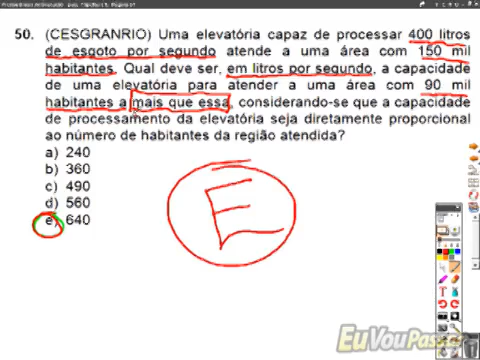 50. (CESGRANRIO) Uma elevatória capaz de processar 400 litros
de esgoto por segundo atende a uma área com 150 mil
habitantes. Qual deve ser, em litros por segundo, a capacidade
de uma elevatória para atender a uma área com 90 mil
habitantes a mais que essa, considerando-se que a capacidade
de processamento da elevatória seja diretamente proporcional
ao número de habitantes da região atendida?
a) 240
b) 360
c) 490
d) 560
e) 640
E
EuVouPassar